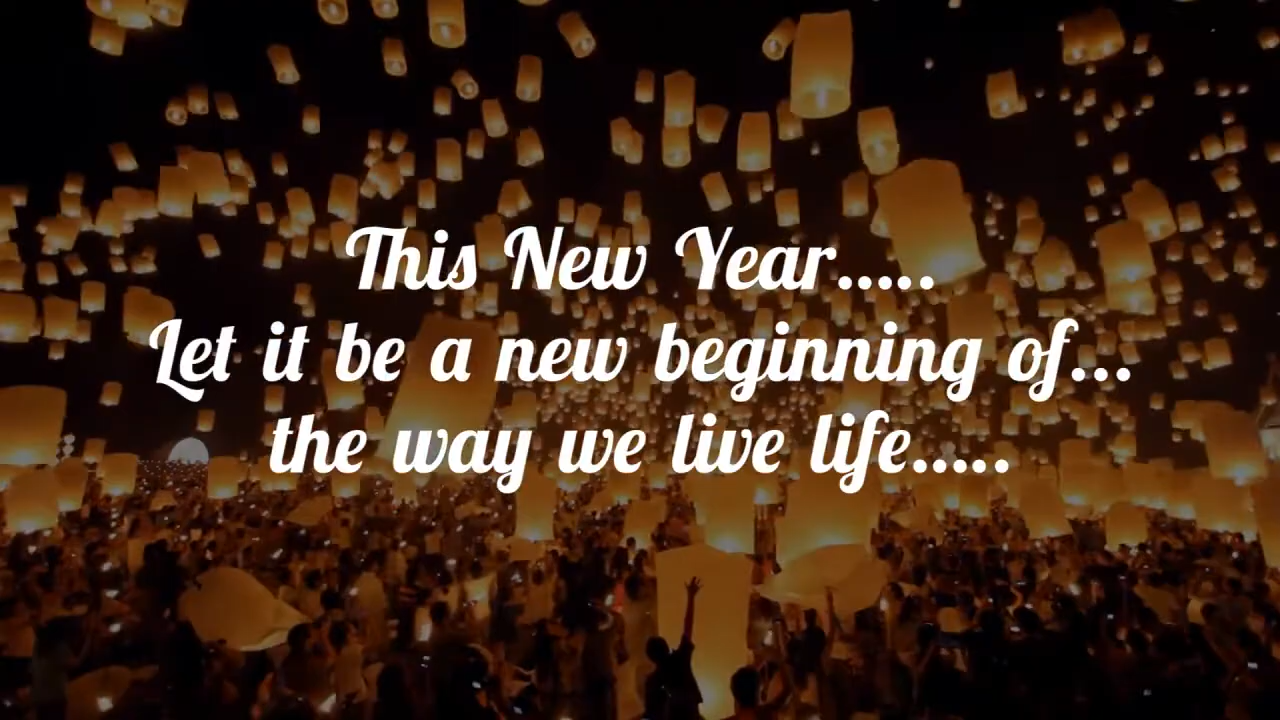 This New Year.....
Let it be a new beginning of...
the way we live life.....